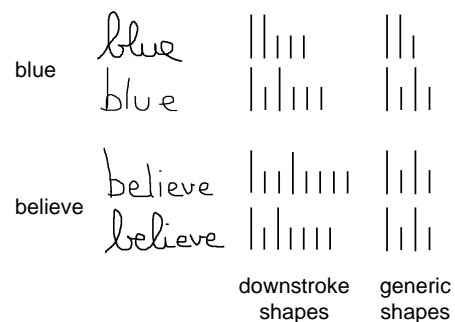 blue
blue
blue
believe
believe
believe
downstroke shapes
generic shapes